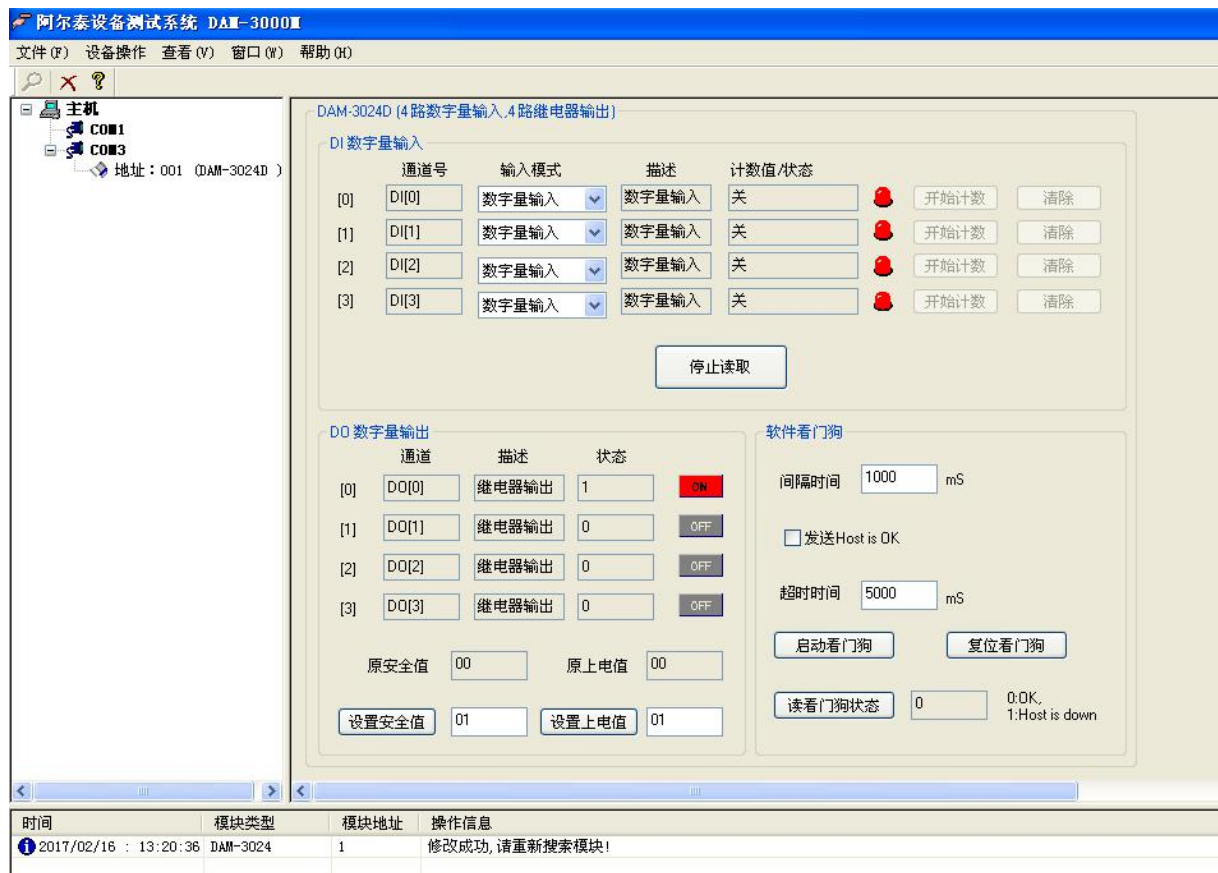 阿尔泰设备测试系统 DAM-3000M
文件(F) 设备操作 查看(V) 窗口(W) 帮助(H)
主机
COM1
COM3
地址：001 (DAM-3024D )
DAM-3024D (4路数字量输入,4路继电器输出)
DI 数字量输入
通道号 输入模式 描述 计数值/状态
[0] DI[0] 数字量输入 数字量输入 关 开始计数 清除
[1] DI[1] 数字量输入 数字量输入 关 开始计数 清除
[2] DI[2] 数字量输入 数字量输入 关 开始计数 清除
[3] DI[3] 数字量输入 数字量输入 关 开始计数 清除
停止读取
DO 数字量输出
通道 描述 状态
[0] DO[0] 继电器输出 1 ON
[1] DO[1] 继电器输出 0 OFF
[2] DO[2] 继电器输出 0 OFF
[3] DO[3] 继电器输出 0 OFF
原安全值 00 原上电值 00
设置安全值 01 设置上电值 01
软件看门狗
间隔时间 1000 mS
发送Host is OK
超时时间 5000 mS
启动看门狗 复位看门狗
读看门狗状态 0 0:OK,
1:Host is down
时间 模块类型 模块地址 操作信息
2017/02/16 : 13:20:36 DAM-3024 1 修改成功,请重新搜索模块!